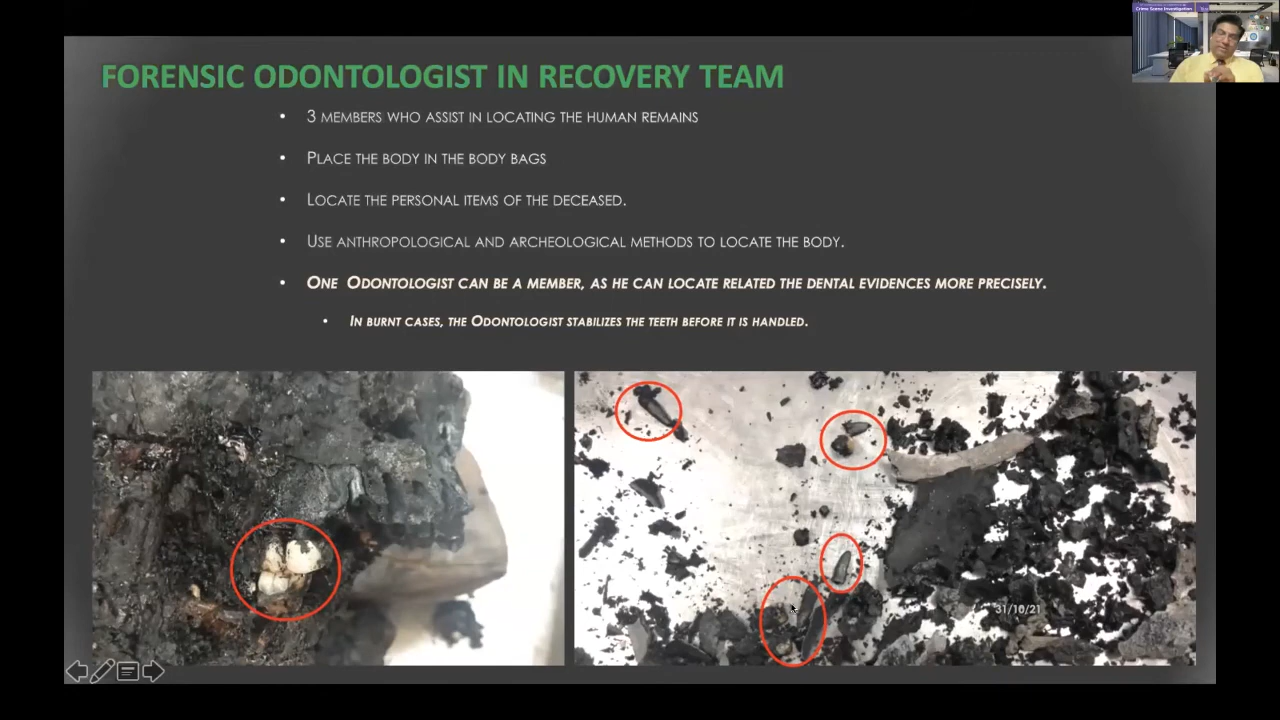 Crime Scene Investigation
FORENSIC ODONTOLOGIST IN RECOVERY TEAM
• 3 MEMBERS WHO ASSIST IN LOCATING THE HUMAN REMAINS
• PLACE THE BODY IN THE BODY BAGS
• LOCATE THE PERSONAL ITEMS OF THE DECEASED.
• USE ANTHROPOLOGICAL AND ARCHEOLOGICAL METHODS TO LOCATE THE BODY.
• ONE ODONTOLOGIST CAN BE A MEMBER, AS HE CAN LOCATE RELATED THE DENTAL EVIDENCES MORE PRECISELY.
• IN BURNT CASES, THE ODONTOLOGIST STABILIZES THE TEETH BEFORE IT IS HANDLED.
31/10/21